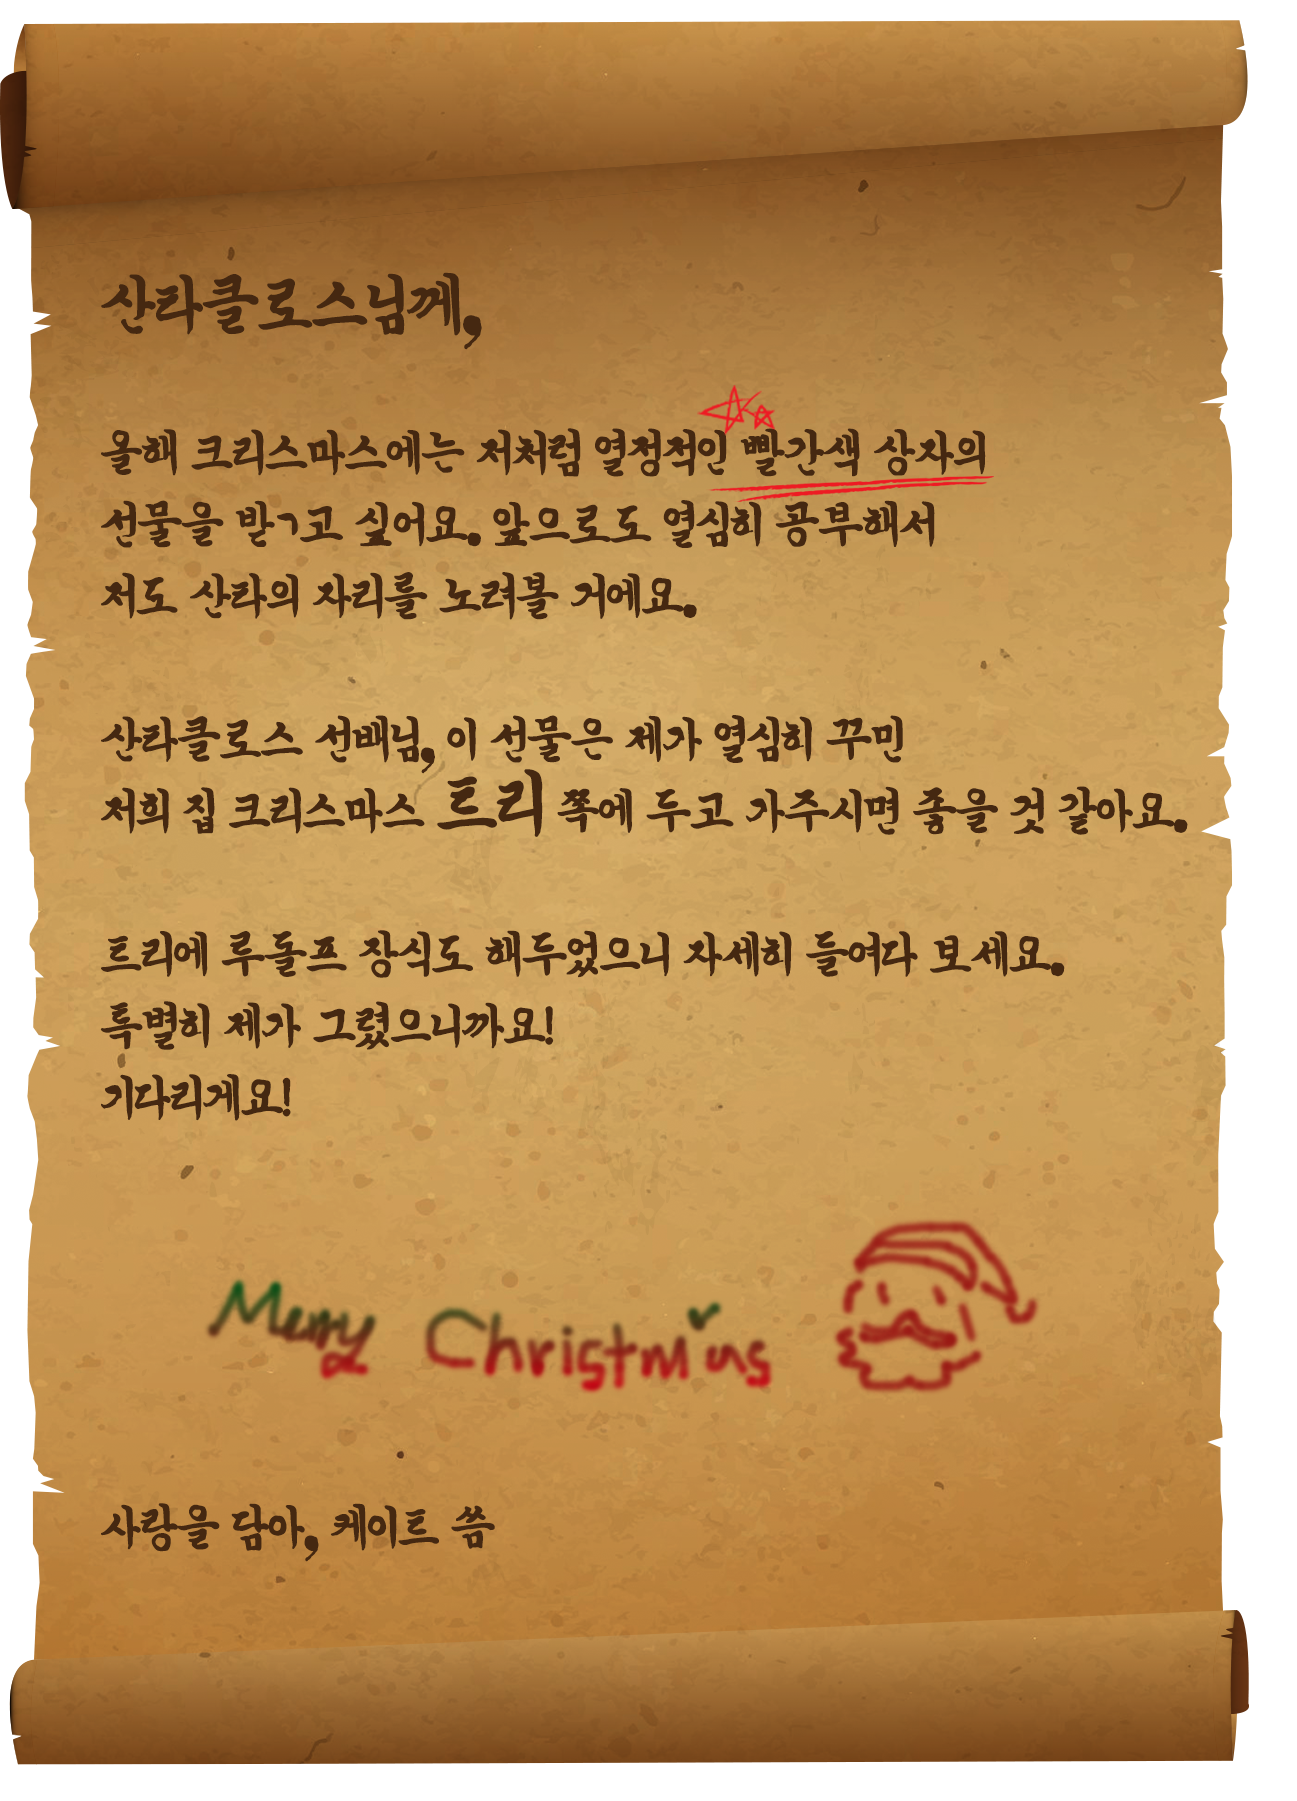 산타클로스님께,
올해 크리스마스에는 저처럼 열정적인 빨간색 상자의
선물을 받ㄱ고 싶어요. 앞으로도 열심히 공부해서
저도 산타의 자리를 노려볼 거에요.
산타클로스 선배님, 이 선물은 제가 열심히 꾸민
저희 집 크리스마스 트리 쪽에 두고 가주시면 좋을 것 같아요.
트리에 루돌프 장식도 해두었으니 자세히 들여다 보세요.
특별히 제가 그렸으니까요!
기다리게요!
Merry Christmas
사랑을 담아, 케이트 씀